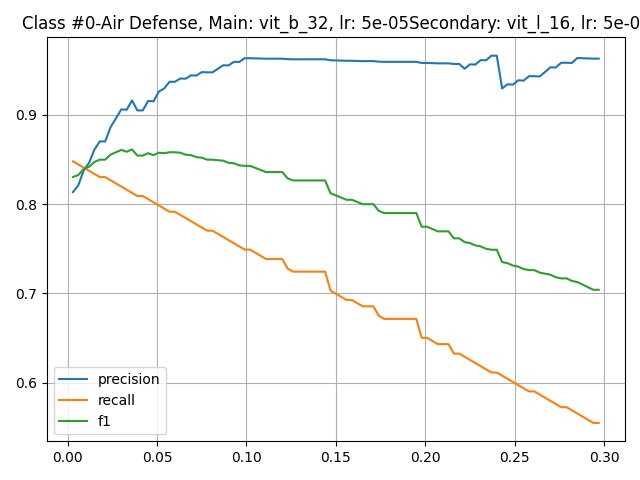 Class #0-Air Defense, Main: vit_b_32, lr: 5e-05Secondary: vit_l_16, lr: 5e-0
0.9
0.8
0.7
0.6
precision
recall
f1
0.00 0.05 0.10 0.15 0.20 0.25 0.30